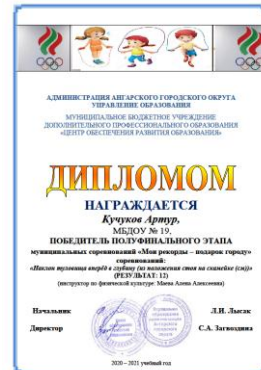 АДМИНИСТРАЦИЯ АНГАРСКОГО ГОРОДСКОГО ОКРУГА
УПРАВЛЕНИЕ ОБРАЗОВАНИЯ
МУНИЦИПАЛЬНОЕ БЮДЖЕТНОЕ УЧРЕЖДЕНИЕ
ДОПОЛНИТЕЛЬНОГО ПРОФЕССИОНАЛЬНОГО ОБРАЗОВАНИЯ
«ЦЕНТР ОБЕСПЕЧЕНИЯ РАЗВИТИЯ ОБРАЗОВАНИЯ»
ДИПЛОМОМ
НАГРАЖДАЕТСЯ
Кучуков Артур,
МБДОУ № 19,
ПОБЕДИТЕЛЬ ПОЛУФИНАЛЬНОГО ЭТАПА
муниципальных соревнований «Мои рекорды – подарок городу»
соревнований:
«Наклон туловища вперёд в глубину (из положения стоя на скамейке (см)»
(РЕЗУЛЬТАТ: 12)
(инструктор по физической культуре: Маева Алена Алексеевна)
Начальник Л.И. Лысак
Директор С.А. Загвоздина
2020 – 2021 учебный год